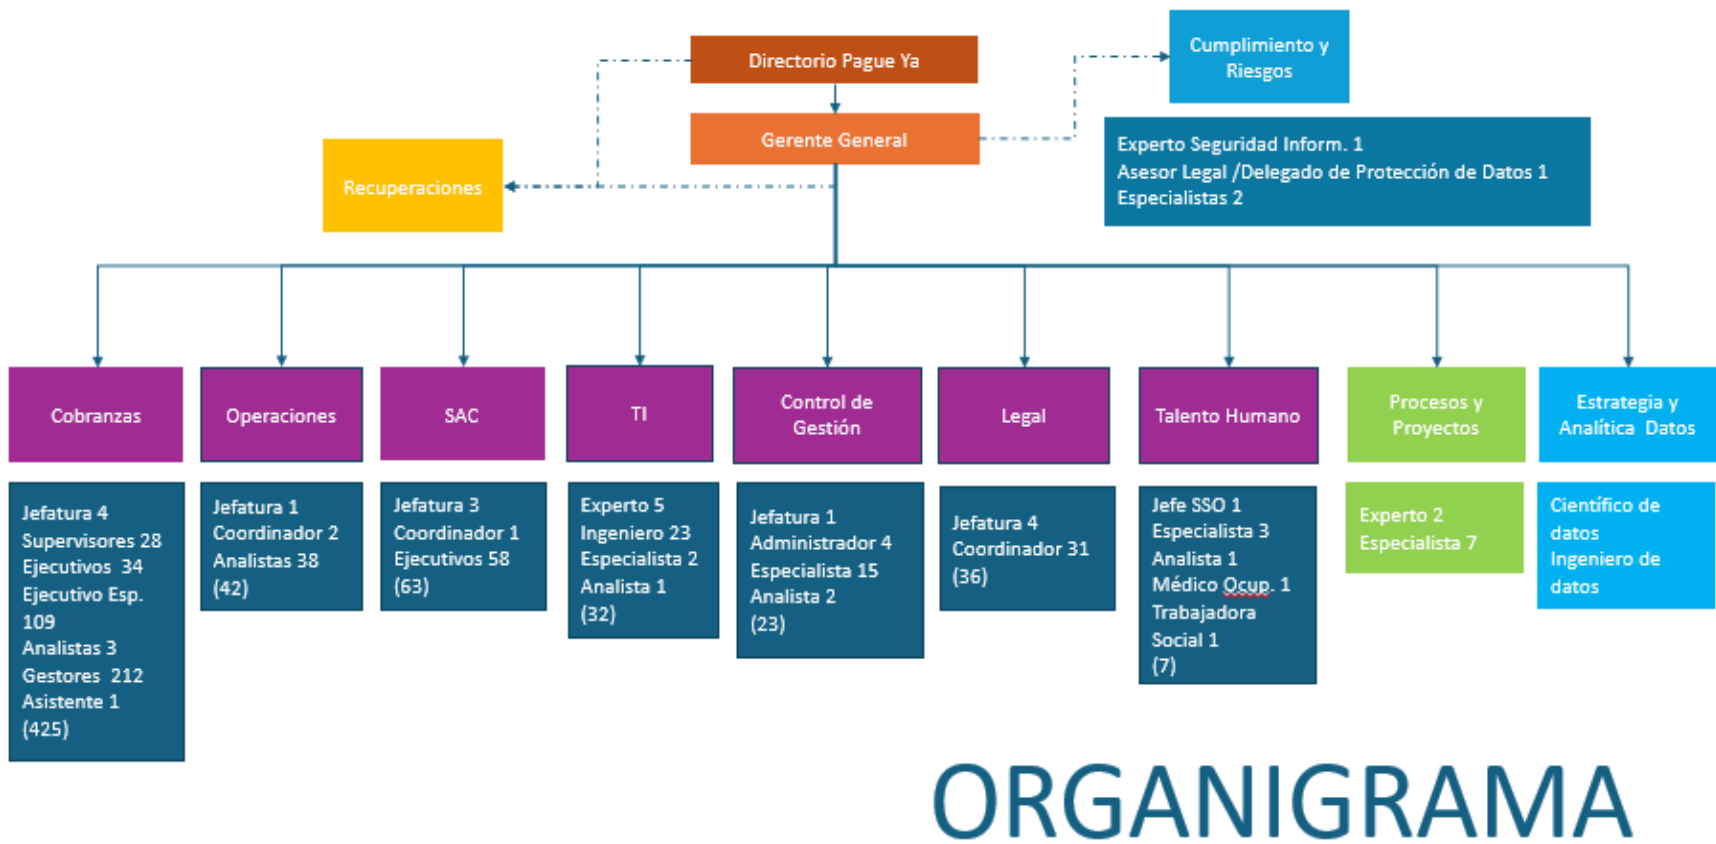 Directorio Pague Ya
Cumplimiento y
Riesgos
Gerente General
Experto Seguridad Inform. 1
Asesor Legal /Delegado de Protección de Datos 1
Especialistas 2
Recuperaciones
Cobranzas
Operaciones
SAC
TI
Control de
Gestión
Legal
Talento Humano
Procesos y
Proyectos
Estrategia y
Analítica Datos
Jefatura 4
Supervisores 28
Ejecutivos 34
Ejecutivo Esp.
109
Analistas 3
Gestores 212
Asistente 1
(425)
Jefatura 1
Coordinador 2
Analistas 38
(42)
Jefatura 3
Coordinador 1
Ejecutivos 58
(63)
Experto 5
Ingeniero 23
Especialista 2
Analista 1
(32)
Jefatura 1
Administrador 4
Especialista 15
Analista 2
(23)
Jefatura 4
Coordinador 31
(36)
Jefe SSO 1
Especialista 3
Analista 1
Médico Ocup. 1
Trabajadora
Social 1
(7)
Experto 2
Especialista 7
Científico de
datos
Ingeniero de
datos
ORGANIGRAMA